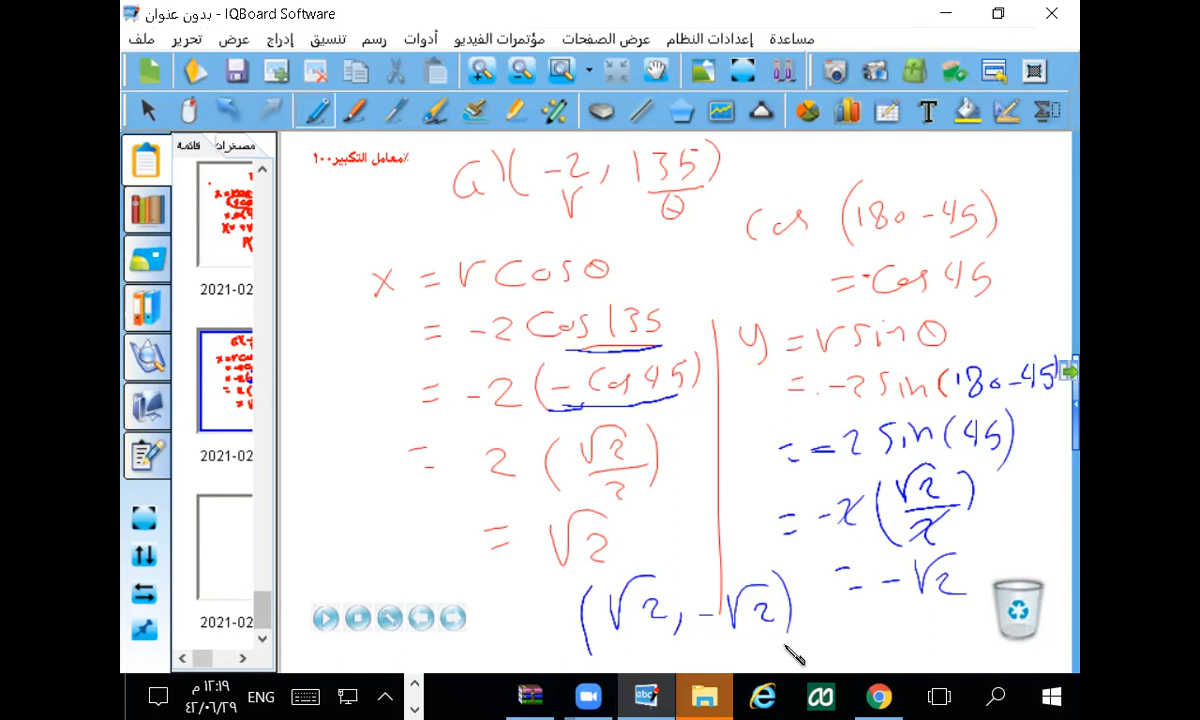 بدون عنوان - IQBoard Software
ملف تحرير عرض إدراج تنسيق رسم أدوات مؤتمرات الفيديو عرض الصفحات إعدادات النظام مساعدة
قائمة مصغرات
معامل التكبير١٠٠٪
2021-02
2021-02
2021-02
a) (-2, 135)
r θ
cos (180-45)
= -cos 45
x = r cos θ
= -2 cos 135
= -2 (-cos 45)
= 2 (√2/2)
= √2
y = r sin θ
= -2 sin (180-45)
= -2 sin (45)
= -2 (√2/2)
= -√2
(√2, -√2)
١٢:١٩ م
٤٢/٠٦/٢٩
ENG